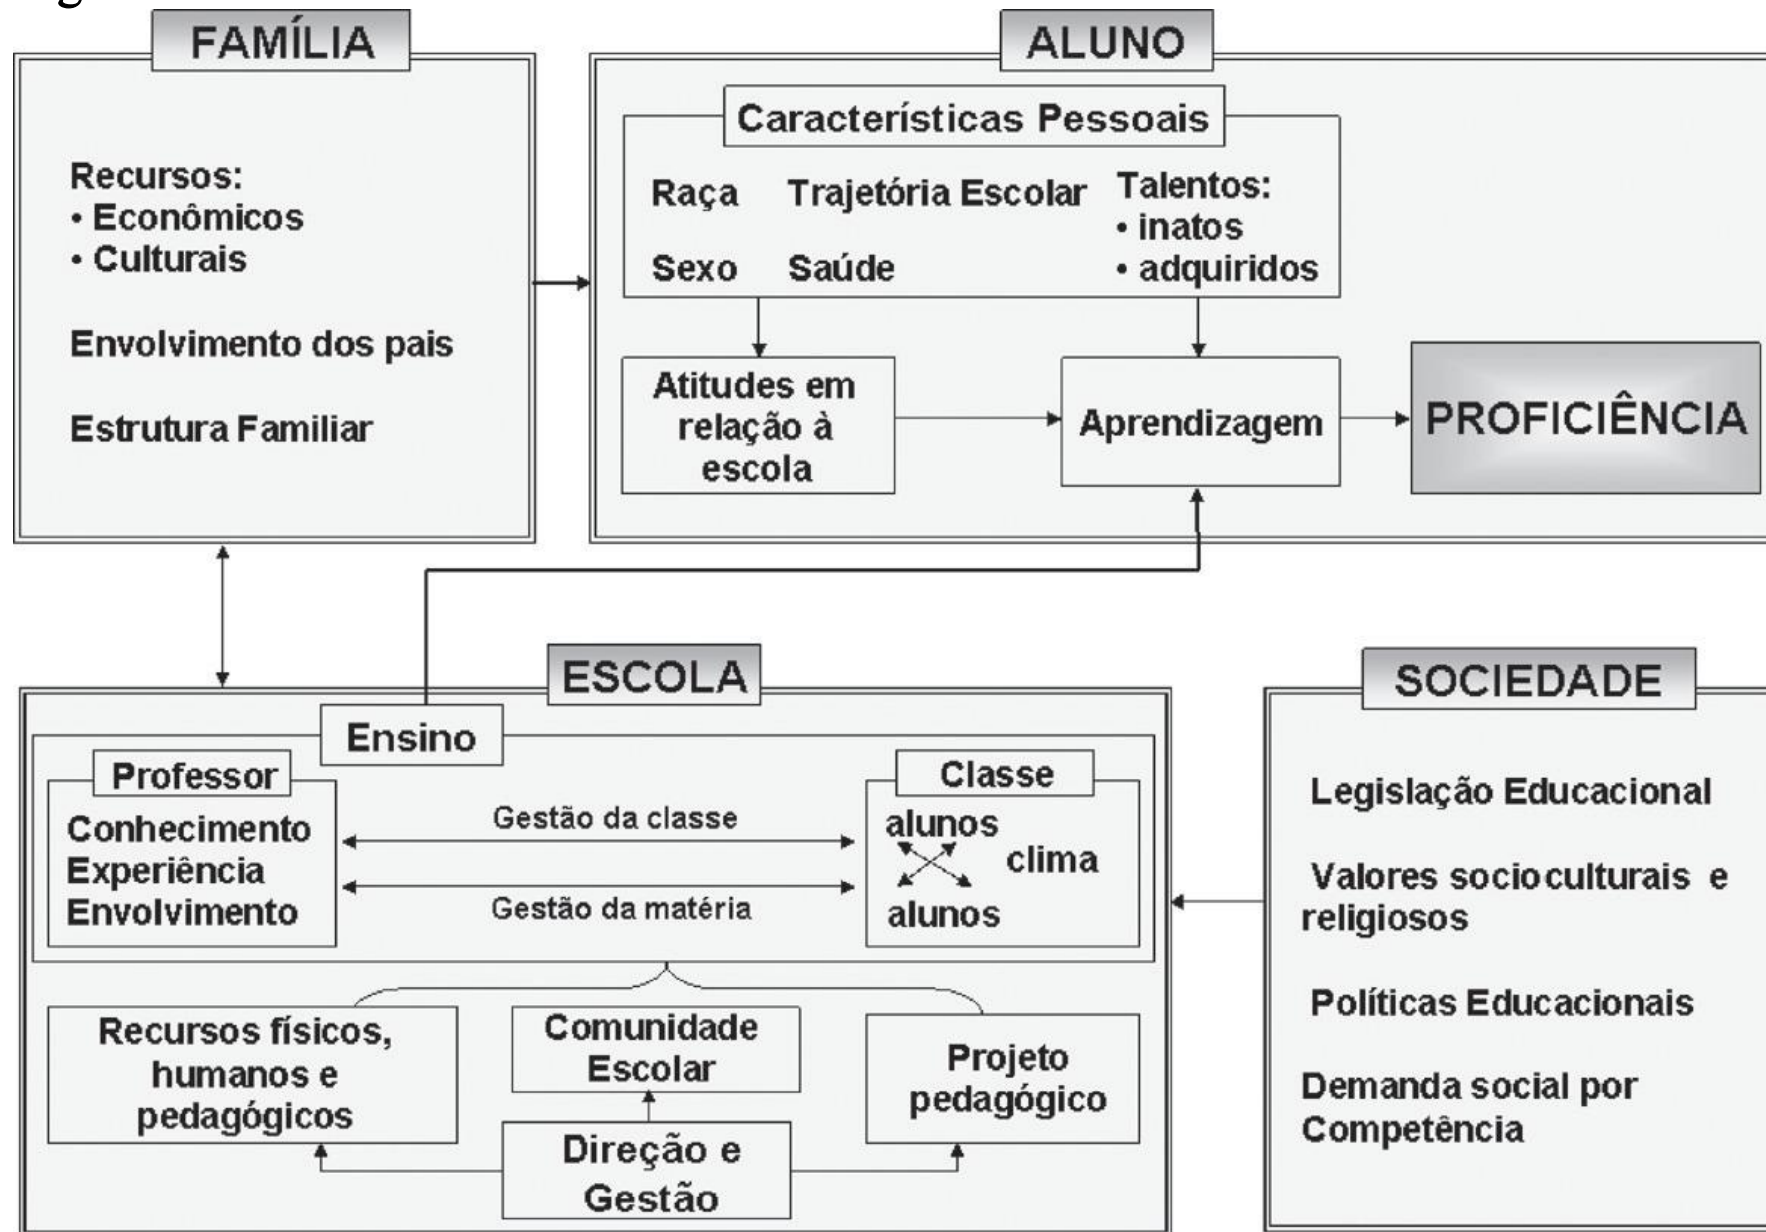 FAMÍLIA
Recursos:
• Econômicos
• Culturais
Envolvimento dos pais
Estrutura Familiar
ALUNO
Características Pessoais
Raça
Trajetória Escolar
Sexo
Saúde
Talentos:
• inatos
• adquiridos
Atitudes em
relação à
escola
Aprendizagem
PROFICIÊNCIA
ESCOLA
Ensino
Professor
Conhecimento
Experiência
Envolvimento
Gestão da classe
Gestão da matéria
Classe
alunos
clima
alunos
Recursos físicos,
humanos e
pedagógicos
Comunidade
Escolar
Projeto
pedagógico
Direção e
Gestão
SOCIEDADE
Legislação Educacional
Valores socioculturais e
religiosos
Políticas Educacionais
Demanda social por
Competência